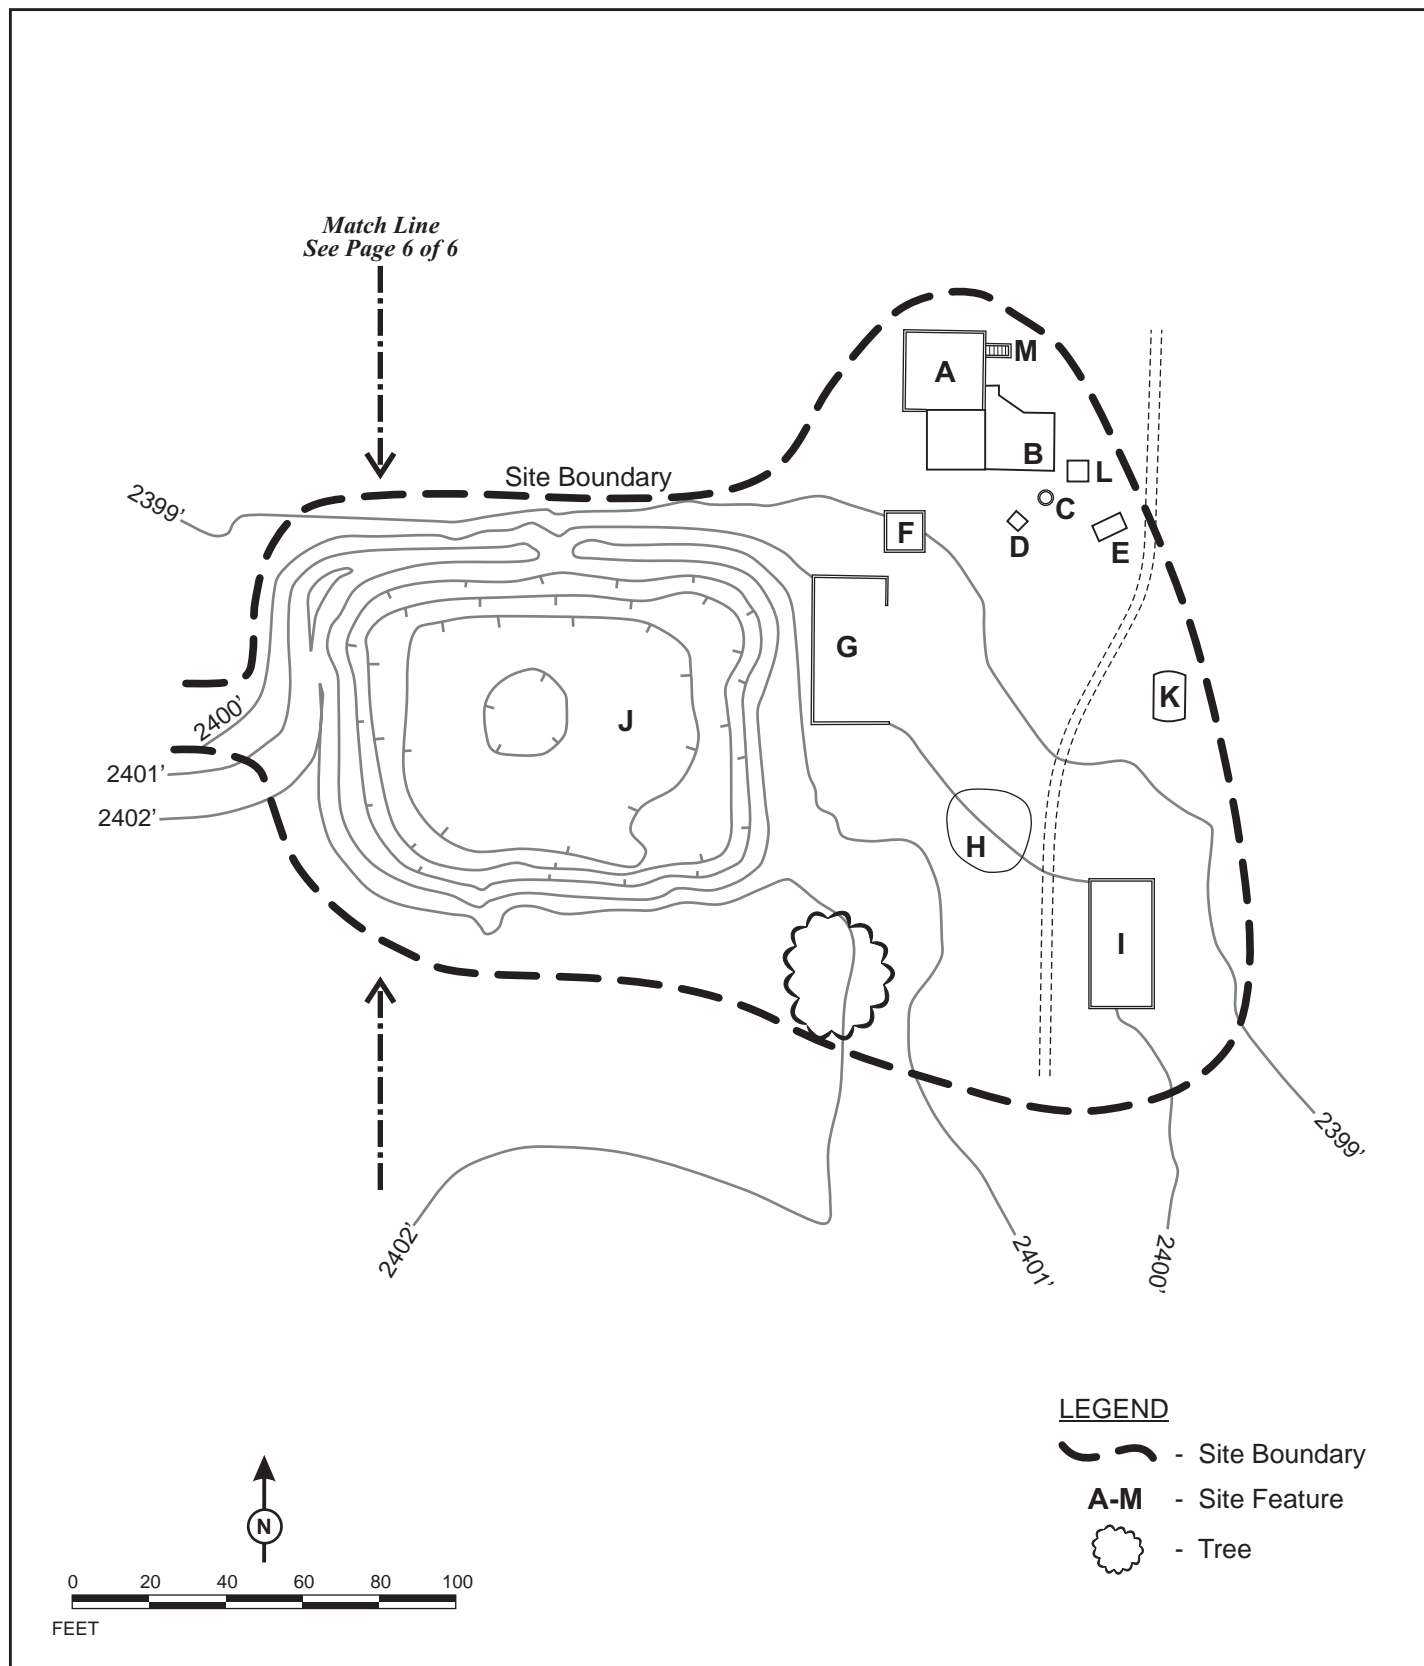 Match Line
See Page 6 of 6
M
A
B
Site Boundary
L
2399’
C
F
D
E
G
K
2400’
J
2401’
2402’
H
I
2399’
2402’
2401’
2400’
LEGEND
- Site Boundary
A-M - Site Feature
N
- Tree
0 20 40 60 80 100
FEET